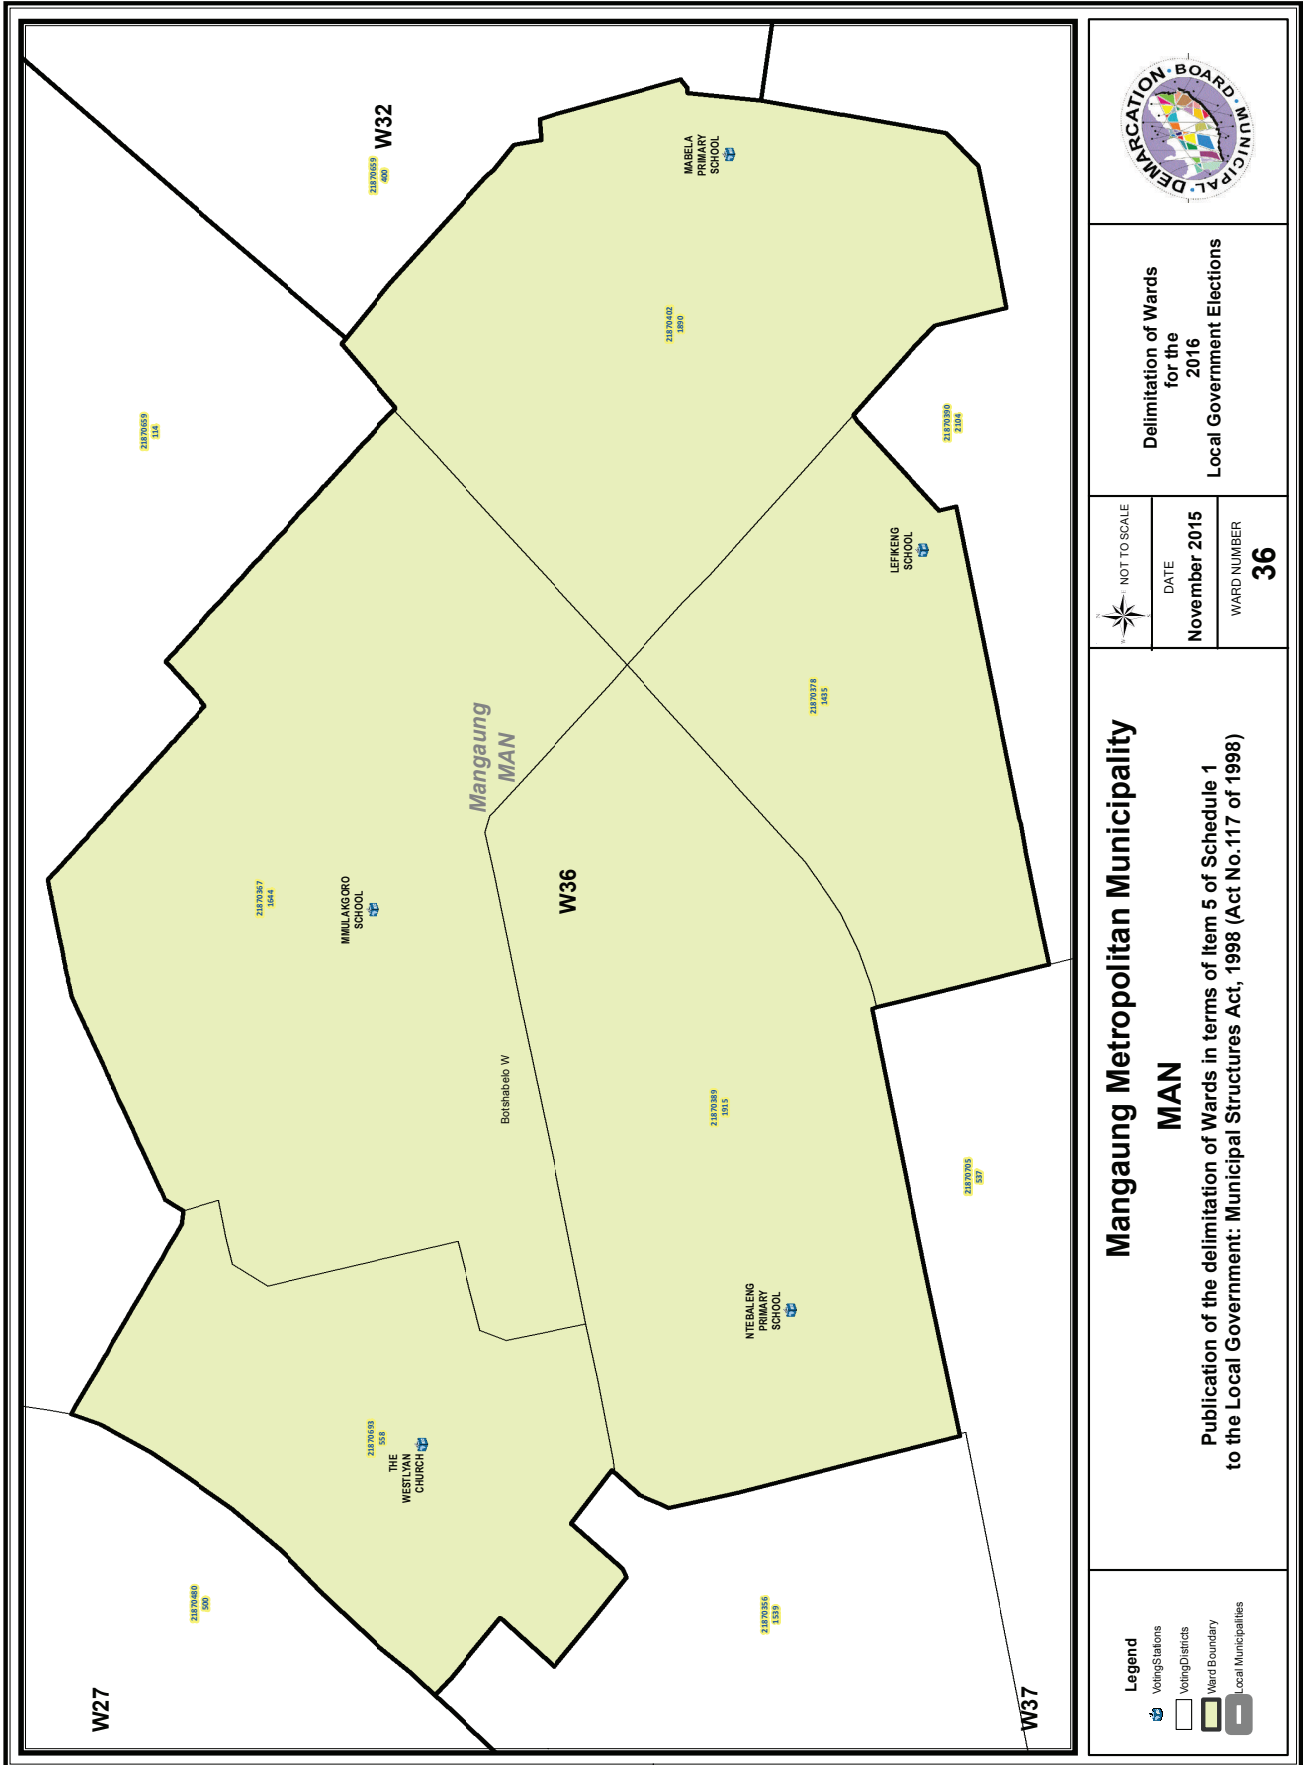 W27
21870480
500
21870659
114
21870659
400
W32
21870367
1644
MMULAKGORO
SCHOOL
21870693
558
THE
WESTLYAN
CHURCH
Mangaung
MAN
Botshabelo W
W36
21870402
1890
MABELA
PRIMARY
SCHOOL
21870389
1915
NTEBALENG
PRIMARY
SCHOOL
21870378
1435
LEFIKENG
SCHOOL
21870390
2104
21870356
1539
21870705
537
W37
Legend
VotingStations
VotingDistricts
Ward Boundary
Local Municipalities
Mangaung Metropolitan Municipality
MAN
Publication of the delimitation of Wards in terms of Item 5 of Schedule 1
to the Local Government: Municipal Structures Act, 1998 (Act No.117 of 1998)
N
W
E
S
NOT TO SCALE
DATE
November 2015
WARD NUMBER
36
Delimitation of Wards
for the
2016
Local Government Elections
MUNICIPAL • DEMARCATION • BOARD •